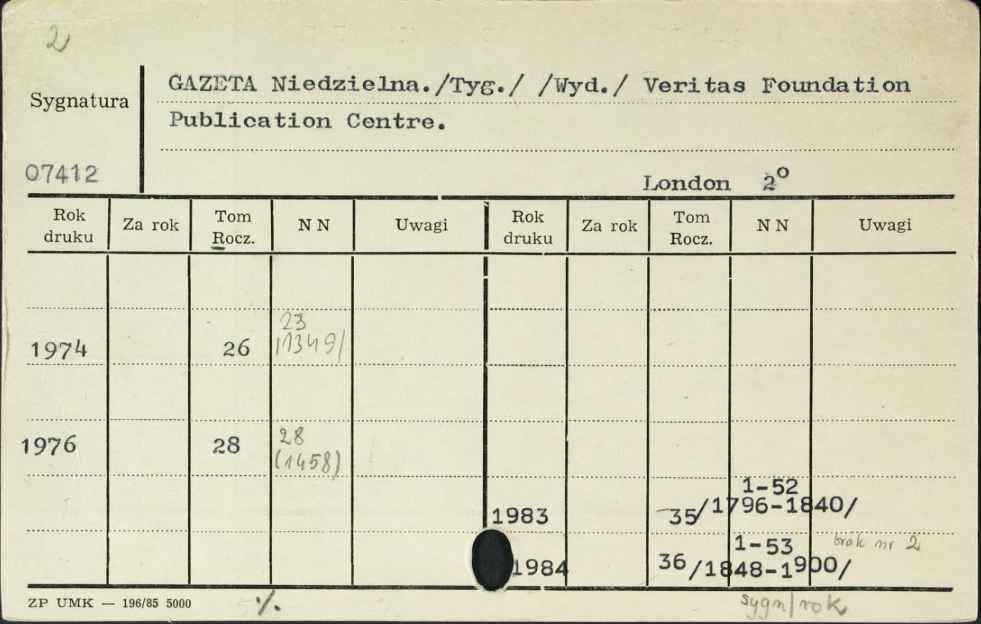 2
GAZETA Niedzielna./Tyg./ /Wyd./ Veritas Foundation
Sygnatura
Publication Centre.
07412
London 2º
Rok druku Za rok Tom Rocz. N N Uwagi Rok druku Za rok Tom Rocz. N N Uwagi
23
1974 26 /1349/
1976 28 28
(1458)
1-52
1983 35/1796-1840/
1-53 brak nr 2
1984 36/1848-1900/
ZP UMK — 196/85 5000 5 ·/.
sygn/rok